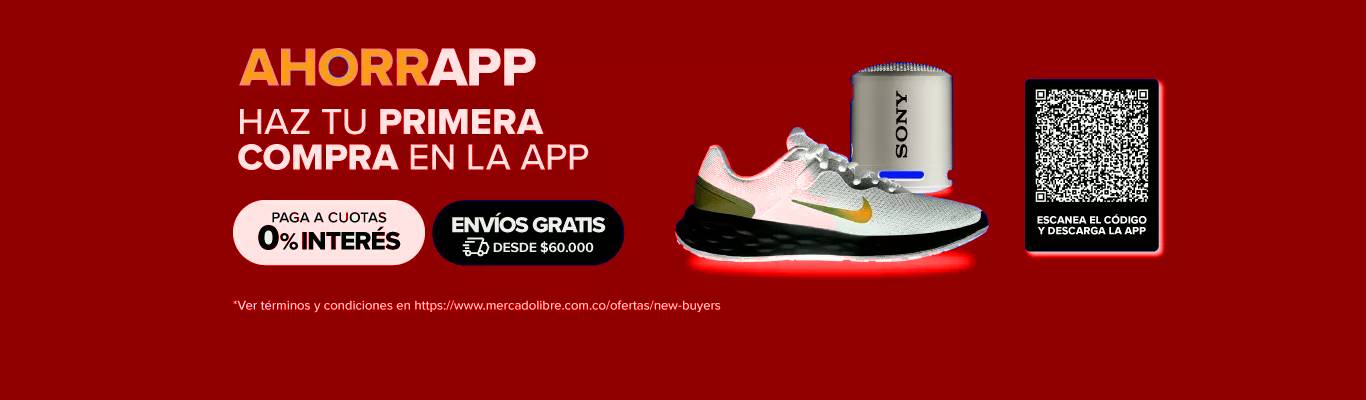 AHORRAPP
HAZ TU PRIMERA
COMPRA EN LA APP
PAGA A CUOTAS
0% INTERÉS
ENVÍOS GRATIS
DESDE $60.000
*Ver términos y condiciones en https://www.mercadolibre.com.co/ofertas/new-buyers
SONY
ESCANEA EL CÓDIGO
Y DESCARGA LA APP